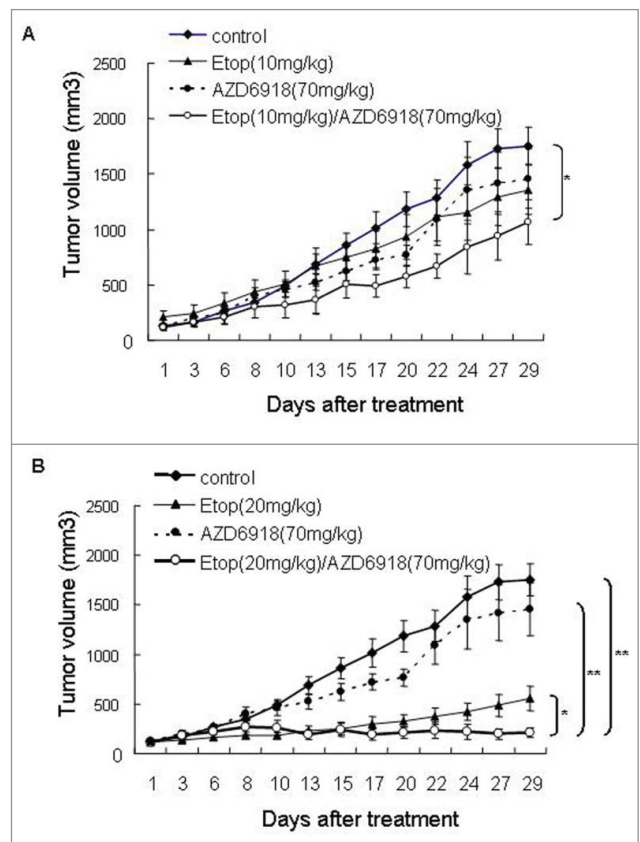 A
control
Etop(10mg/kg)
AZD6918(70mg/kg)
Etop(10mg/kg)/AZD6918(70mg/kg)
Tumor volume (mm3)
2500
2000
1500
1000
500
0
*
1 3 6 8 10 13 15 17 20 22 24 27 29
Days after treatment
B
control
Etop(20mg/kg)
AZD6918(70mg/kg)
Etop(20mg/kg)/AZD6918(70mg/kg)
Tumor volume (mm3)
2500
2000
1500
1000
500
0
*
**
**
1 3 6 8 10 13 15 17 20 22 24 27 29
Days after treatment